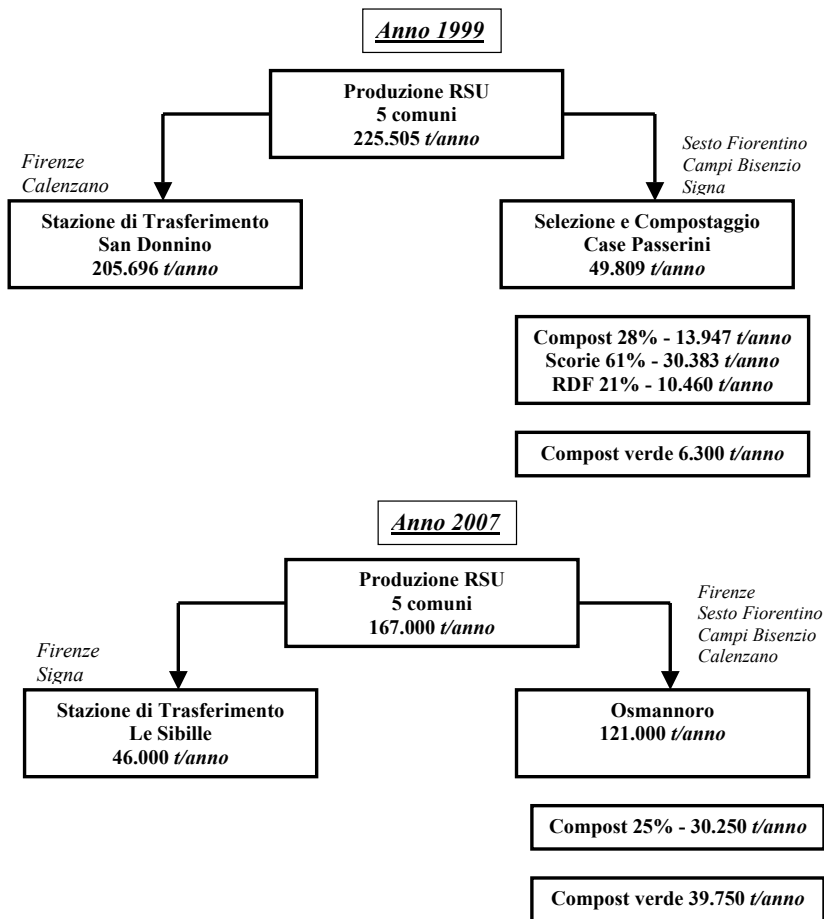 Anno 1999
Produzione RSU
5 comuni
225.505 t/anno
Firenze
Calenzano
Sesto Fiorentino
Campi Bisenzio
Signa
Stazione di Trasferimento
San Donnino
205.696 t/anno
Selezione e Compostaggio
Case Passerini
49.809 t/anno
Compost 28% - 13.947 t/anno
Scorie 61% - 30.383 t/anno
RDF 21% - 10.460 t/anno
Compost verde 6.300 t/anno
Anno 2007
Produzione RSU
5 comuni
167.000 t/anno
Firenze
Signa
Firenze
Sesto Fiorentino
Campi Bisenzio
Calenzano
Stazione di Trasferimento
Le Sibille
46.000 t/anno
Osmannoro
121.000 t/anno
Compost 25% - 30.250 t/anno
Compost verde 39.750 t/anno